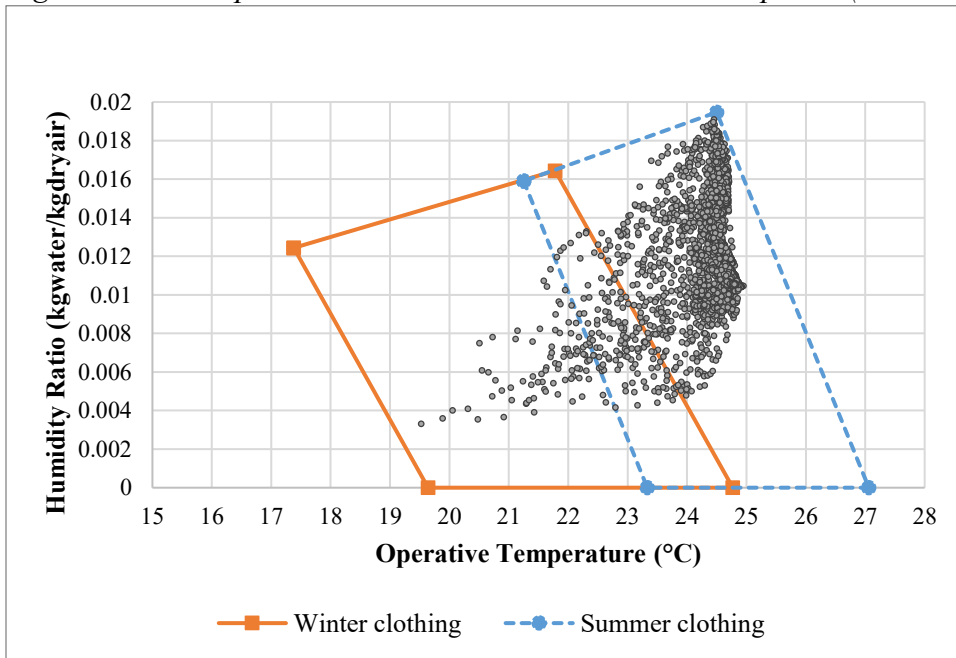 Humidity Ratio (kgwater/kgdryair)
0.02
0.018
0.016
0.014
0.012
0.01
0.008
0.006
0.004
0.002
0
15 16 17 18 19 20 21 22 23 24 25 26 27 28
Operative Temperature (°C)
Winter clothing Summer clothing